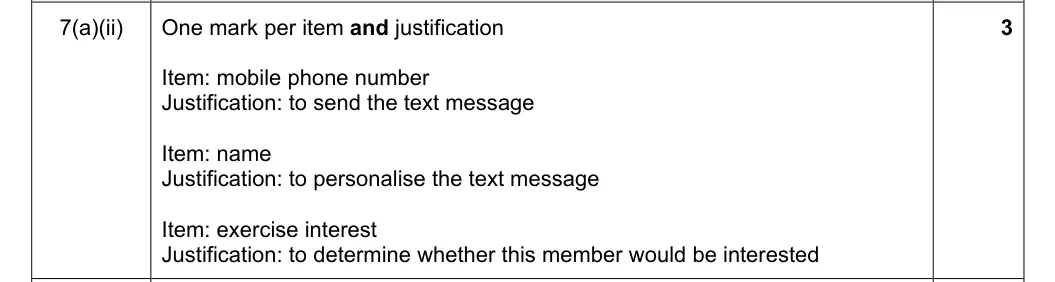 7(a)(ii) One mark per item and justification 3
Item: mobile phone number
Justification: to send the text message
Item: name
Justification: to personalise the text message
Item: exercise interest
Justification: to determine whether this member would be interested